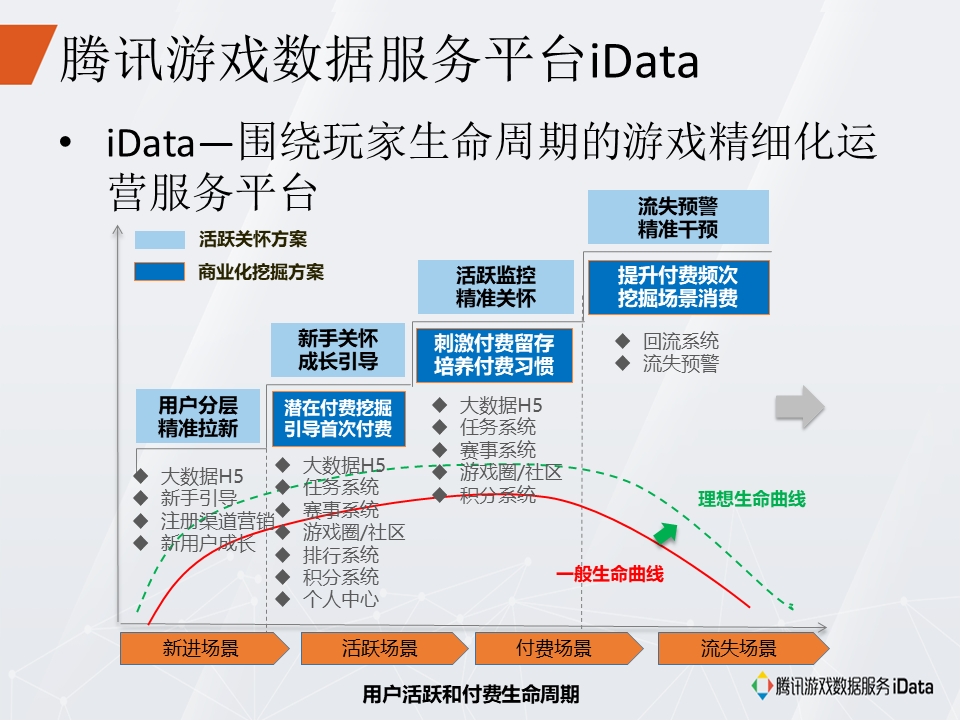 腾讯游戏数据服务平台iData
• iData—围绕玩家生命周期的游戏精细化运
营服务平台
活跃关怀方案
商业化挖掘方案
用户分层
精准拉新
◆ 大数据H5
◆ 新手引导
◆ 注册渠道营销
◆ 新用户成长
新手关怀
成长引导
潜在付费挖掘
引导首次付费
◆ 大数据H5
◆ 任务系统
◆ 赛事系统
◆ 游戏圈/社区
◆ 排行系统
◆ 积分系统
◆ 个人中心
活跃监控
精准关怀
刺激付费留存
培养付费习惯
◆ 大数据H5
◆ 任务系统
◆ 赛事系统
◆ 游戏圈/社区
◆ 积分系统
流失预警
精准干预
提升付费频次
挖掘场景消费
◆ 回流系统
◆ 流失预警
理想生命曲线
一般生命曲线
新进场景
活跃场景
付费场景
流失场景
用户活跃和付费生命周期
腾讯游戏数据服务 iData